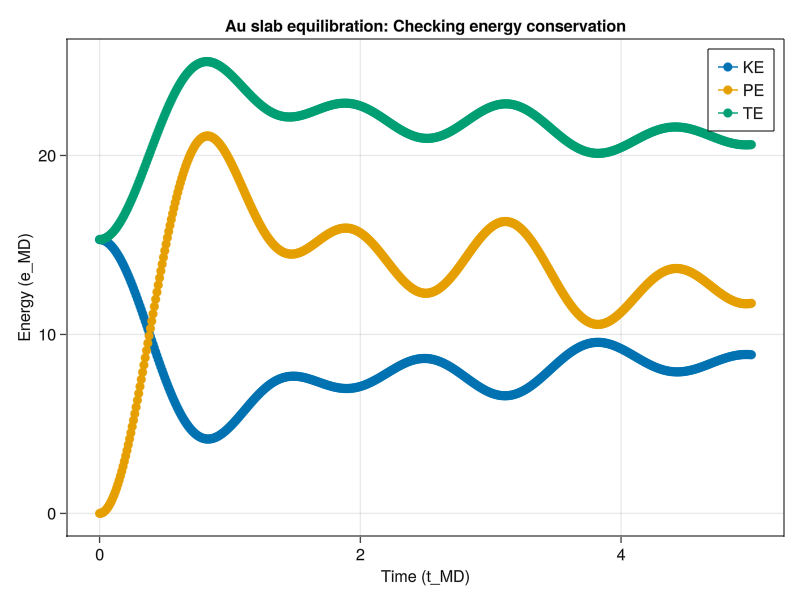 Au slab equilibration: Checking energy conservation
KE
PE
TE
20
10
0
Energy (e_MD)
0 2 4
Time (t_MD)